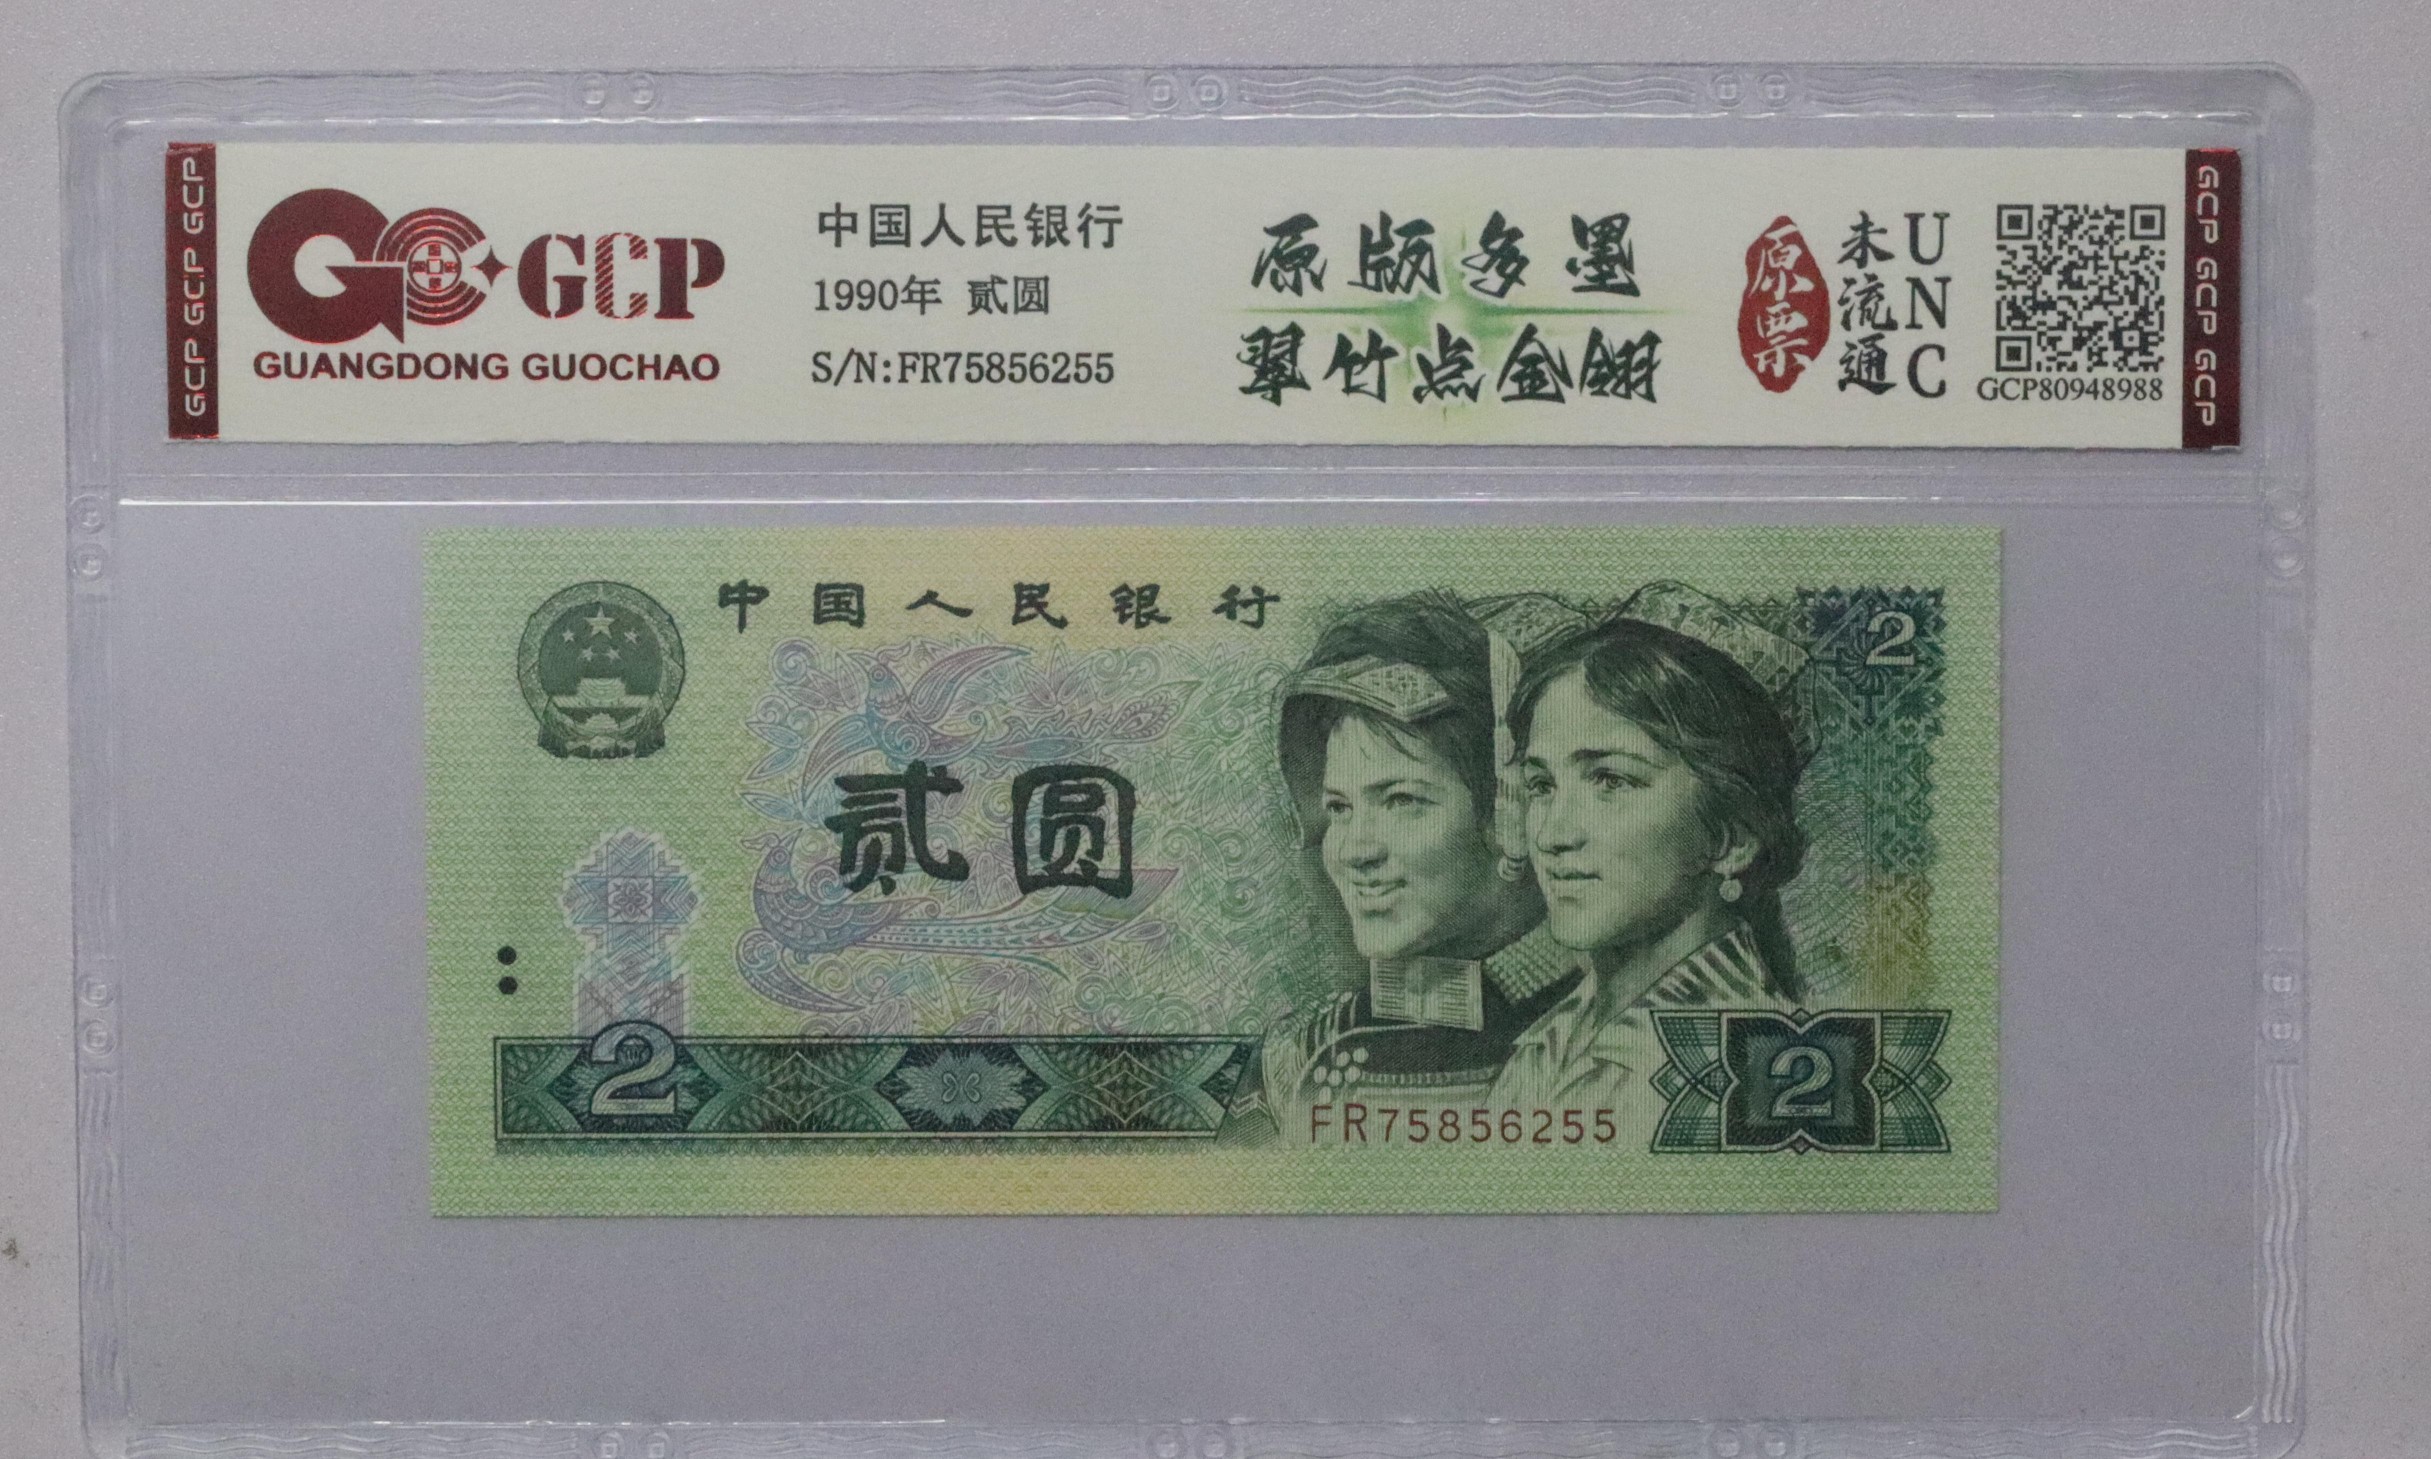 GCP GCP GCP
GCP
GUANGDONG GUOCHAO
中国人民银行
1990年 贰圆
S/N:FR75856255
原版多墨
翠竹点金翎
原票
未流通
UNC
GCP80948988
GCP GCP GCP
中国人民银行
2
贰圆
2
FR75856255
2